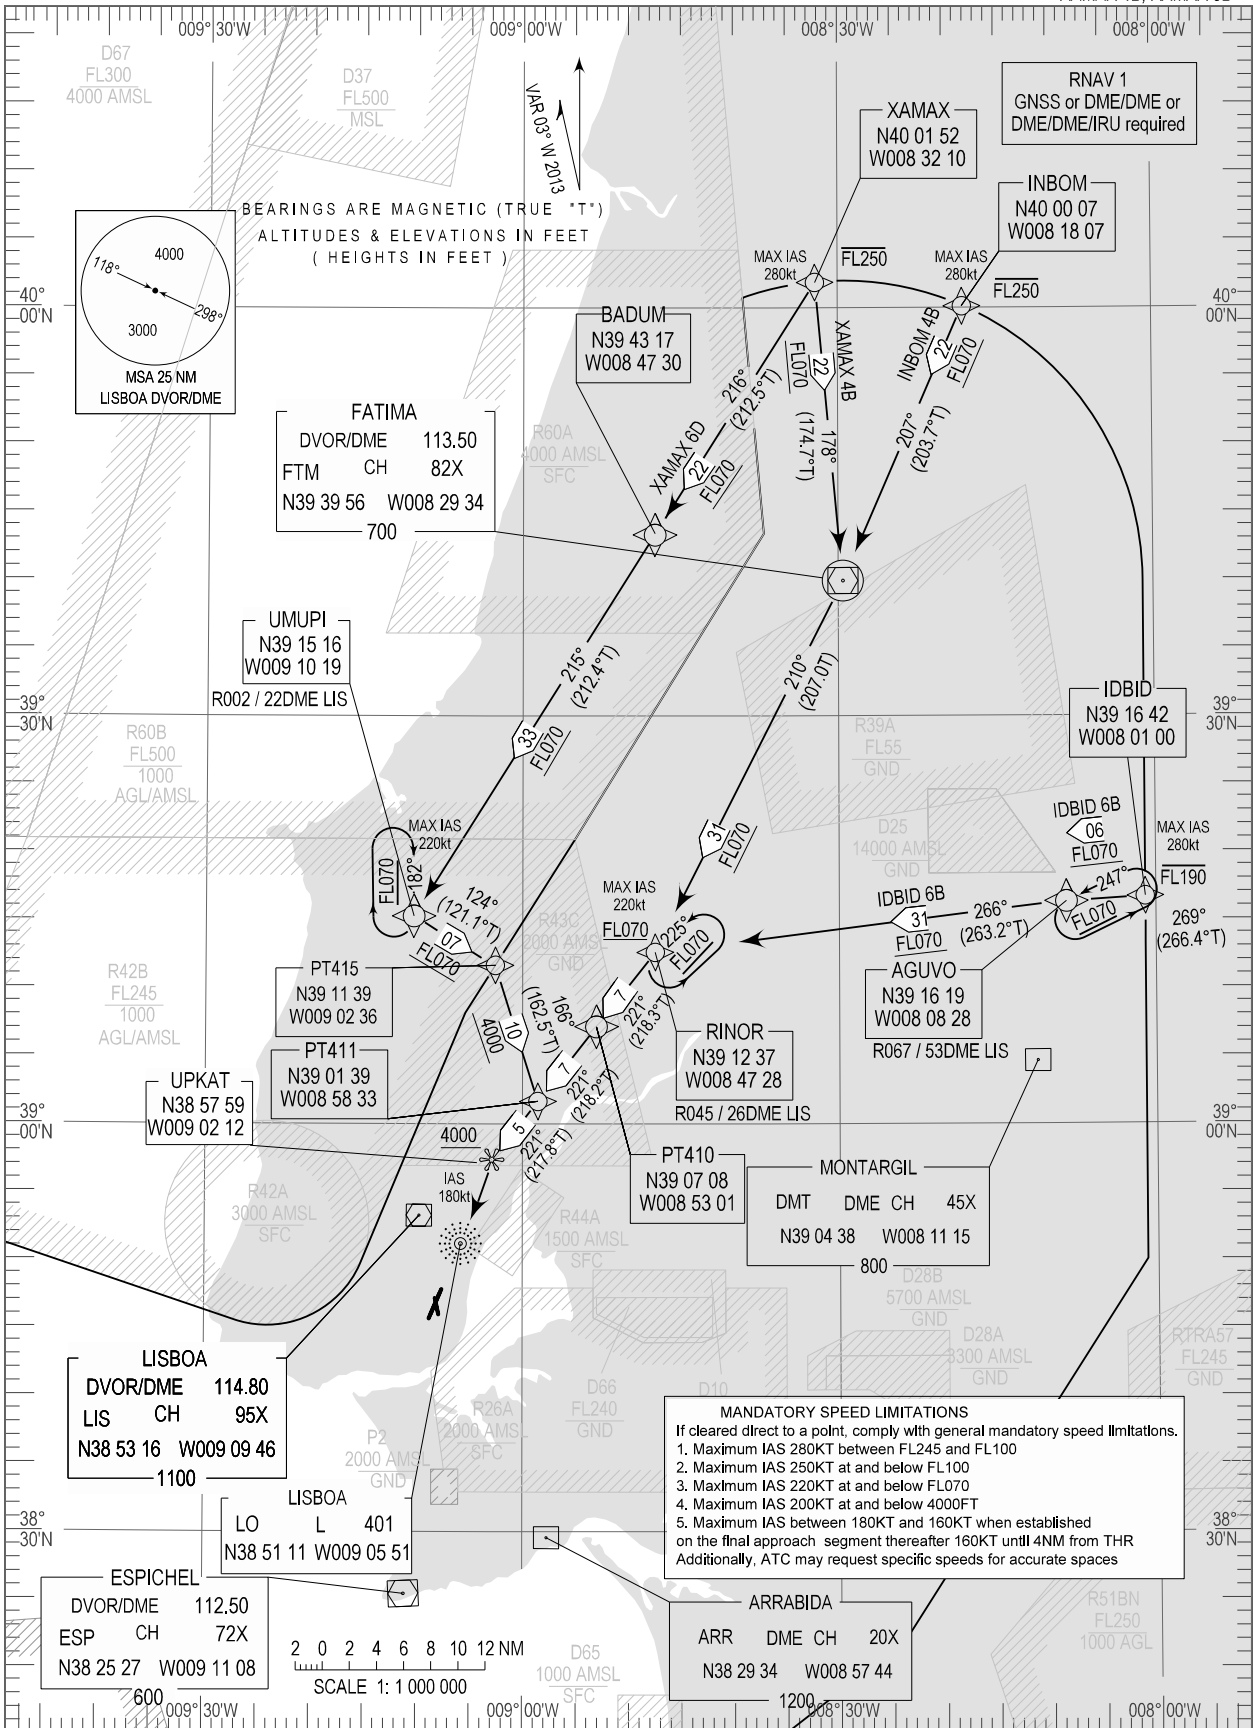 009°30'W
009°00'W
008°30'W
008°00'W
D67
FL300
4000 AMSL
D37
FL500
MSL
VAR 03° W 2013
RNAV 1
GNSS or DME/DME or
DME/DME/IRU required
XAMAX
N40 01 52
W008 32 10
INBOM
N40 00 07
W008 18 07
BEARINGS ARE MAGNETIC (TRUE "T")
ALTITUDES & ELEVATIONS IN FEET
( HEIGHTS IN FEET )
4000
118°
298°
3000
MSA 25 NM
LISBOA DVOR/DME
MAX IAS
280kt
FL250
MAX IAS
280kt
FL250
40°
00'N
40°
00'N
BADUM
N39 43 17
W008 47 30
216°
(212.5°T)
XAMAX 6D
22
FL070
XAMAX 4B
22
FL070
178°
(174.7°T)
INBOM 4B
22
FL070
207°
(203.7°T)
FATIMA
DVOR/DME 113.50
FTM CH 82X
N39 39 56 W008 29 34
700
R60A
4000 AMSL
SFC
UMUPI
N39 15 16
W009 10 19
R002 / 22DME LIS
215°
(212.4°T)
33
FL070
210°
(207.0T)
31
FL070
IDBID
N39 16 42
W008 01 00
39°
30'N
39°
30'N
R60B
FL500
1000
AGL/AMSL
R39A
FL55
GND
D25
14000 AMSL
GND
MAX IAS
220kt
FL070
182°
124°
(121.1°T)
07
FL070
IDBID 6B
06
FL070
MAX IAS
280kt
FL190
247°
FL070
269°
(266.4°T)
IDBID 6B
31
FL070
266°
(263.2°T)
MAX IAS
220kt
FL070
225°
FL070
R43C
2000 AMSL
GND
R42B
FL245
1000
AGL/AMSL
PT415
N39 11 39
W009 02 36
AGUVO
N39 16 19
W008 08 28
R067 / 53DME LIS
166°
(162.5°T)
10
4000
7
221°
(218.3°T)
RINOR
N39 12 37
W008 47 28
R045 / 26DME LIS
PT411
N39 01 39
W008 58 33
7
221°
(218.2°T)
UPKAT
N38 57 59
W009 02 12
39°
00'N
39°
00'N
4000
5
221°
(217.8°T)
IAS
180kt
PT410
N39 07 08
W008 53 01
MONTARGIL
DMT DME CH 45X
N39 04 38 W008 11 15
800
R42A
3000 AMSL
SFC
R44A
1500 AMSL
SFC
D28B
5700 AMSL
GND
D28A
3300 AMSL
GND
RTRA57
FL245
GND
LISBOA
DVOR/DME 114.80
LIS CH 95X
N38 53 16 W009 09 46
1100
D66
FL240
GND
D10
R26A
2000 AMSL
SFC
P2
2000 AMSL
GND
MANDATORY SPEED LIMITATIONS
If cleared direct to a point, comply with general mandatory speed limitations.
1. Maximum IAS 280KT between FL245 and FL100
2. Maximum IAS 250KT at and below FL100
3. Maximum IAS 220KT at and below FL070
4. Maximum IAS 200KT at and below 4000FT
5. Maximum IAS between 180KT and 160KT when established
on the final approach segment thereafter 160KT until 4NM from THR
Additionally, ATC may request specific speeds for accurate spaces
LISBOA
LO L 401
N38 51 11 W009 05 51
38°
30'N
38°
30'N
ESPICHEL
DVOR/DME 112.50
ESP CH 72X
N38 25 27 W009 11 08
600
ARRABIDA
ARR DME CH 20X
N38 29 34 W008 57 44
1200
R51BN
FL250
1000 AGL
2 0 2 4 6 8 10 12 NM
SCALE 1: 1 000 000
D65
1000 AMSL
SFC
009°30'W
009°00'W
008°30'W
008°00'W